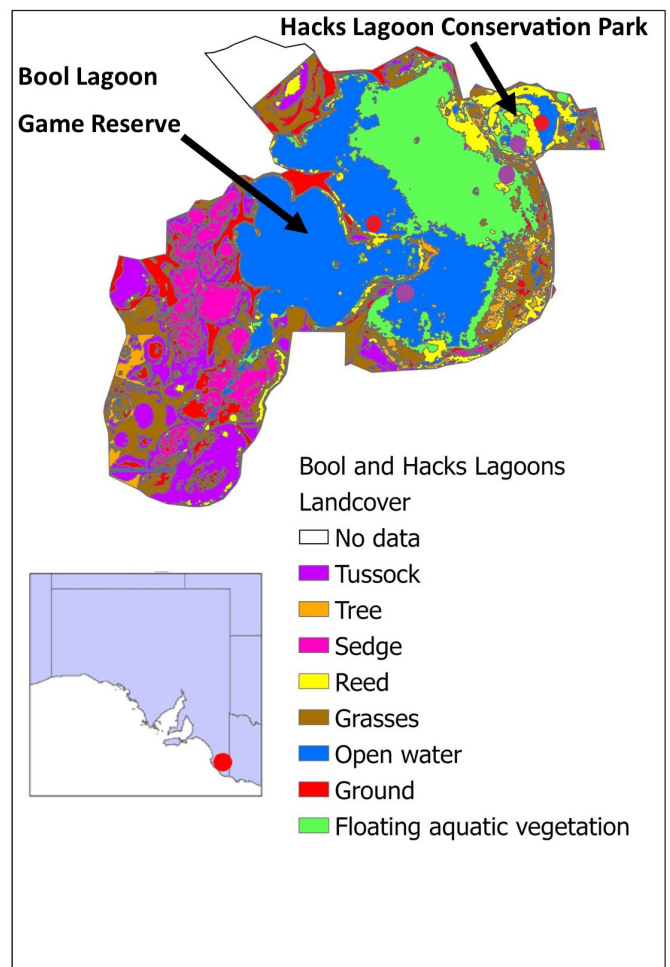 Hacks Lagoon Conservation Park
Bool Lagoon
Game Reserve
Bool and Hacks Lagoons
Landcover
No data
Tussock
Tree
Sedge
Reed
Grasses
Open water
Ground
Floating aquatic vegetation